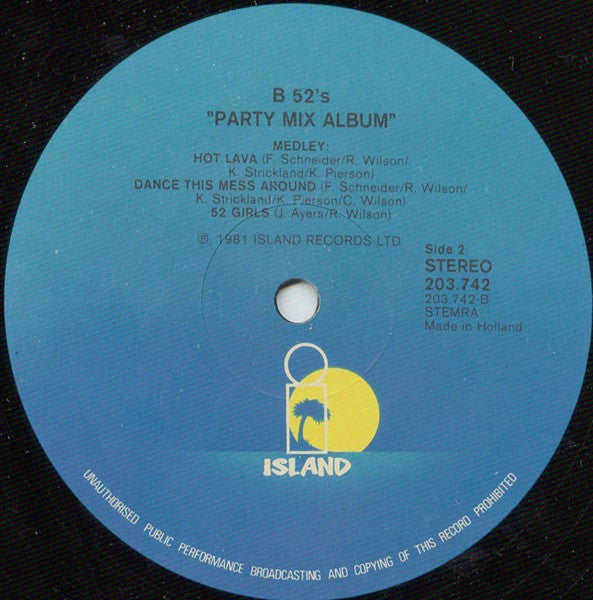 B 52's
"PARTY MIX ALBUM"
MEDLEY:
HOT LAVA (F. Schneider/R. Wilson/
K. Strickland/K. Pierson)
DANCE THIS MESS AROUND (F. Schneider/R. Wilson/
K. Strickland/K. Pierson/C. Wilson)
52 GIRLS (J. Ayers/R. Wilson)
℗ 1981 ISLAND RECORDS LTD.
Side 2
STEREO
203.742
203.742-B
STEMRA
Made in Holland
ISLAND
UNAUTHORISED PUBLIC PERFORMANCE BROADCASTING AND COPYING OF THIS RECORD PROHIBITED